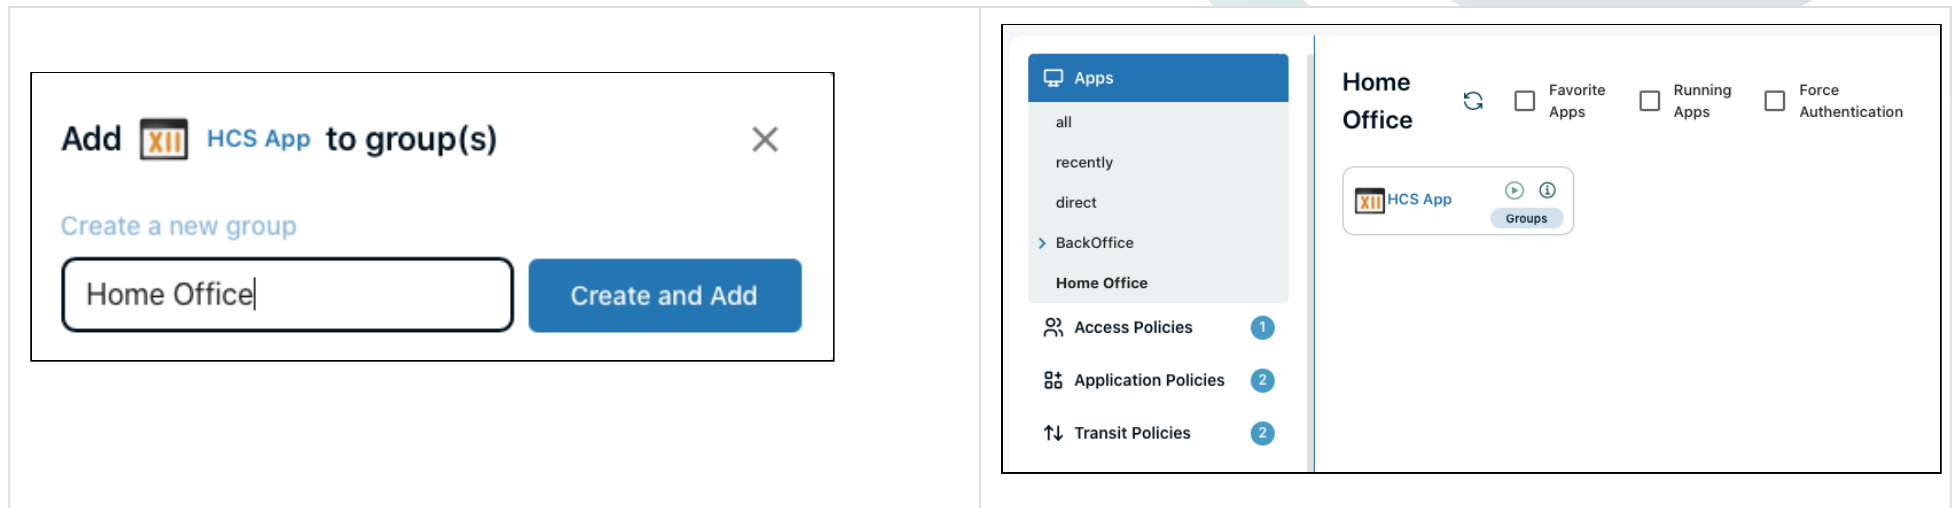 Add XII HCS App to group(s)
Create a new group
Home Office
Create and Add
Apps
all
recently
direct
BackOffice
Home Office
Access Policies 1
Application Policies 2
Transit Policies 2
Home
Office
Favorite
Apps
Running
Apps
Force
Authentication
XII HCS App
Groups